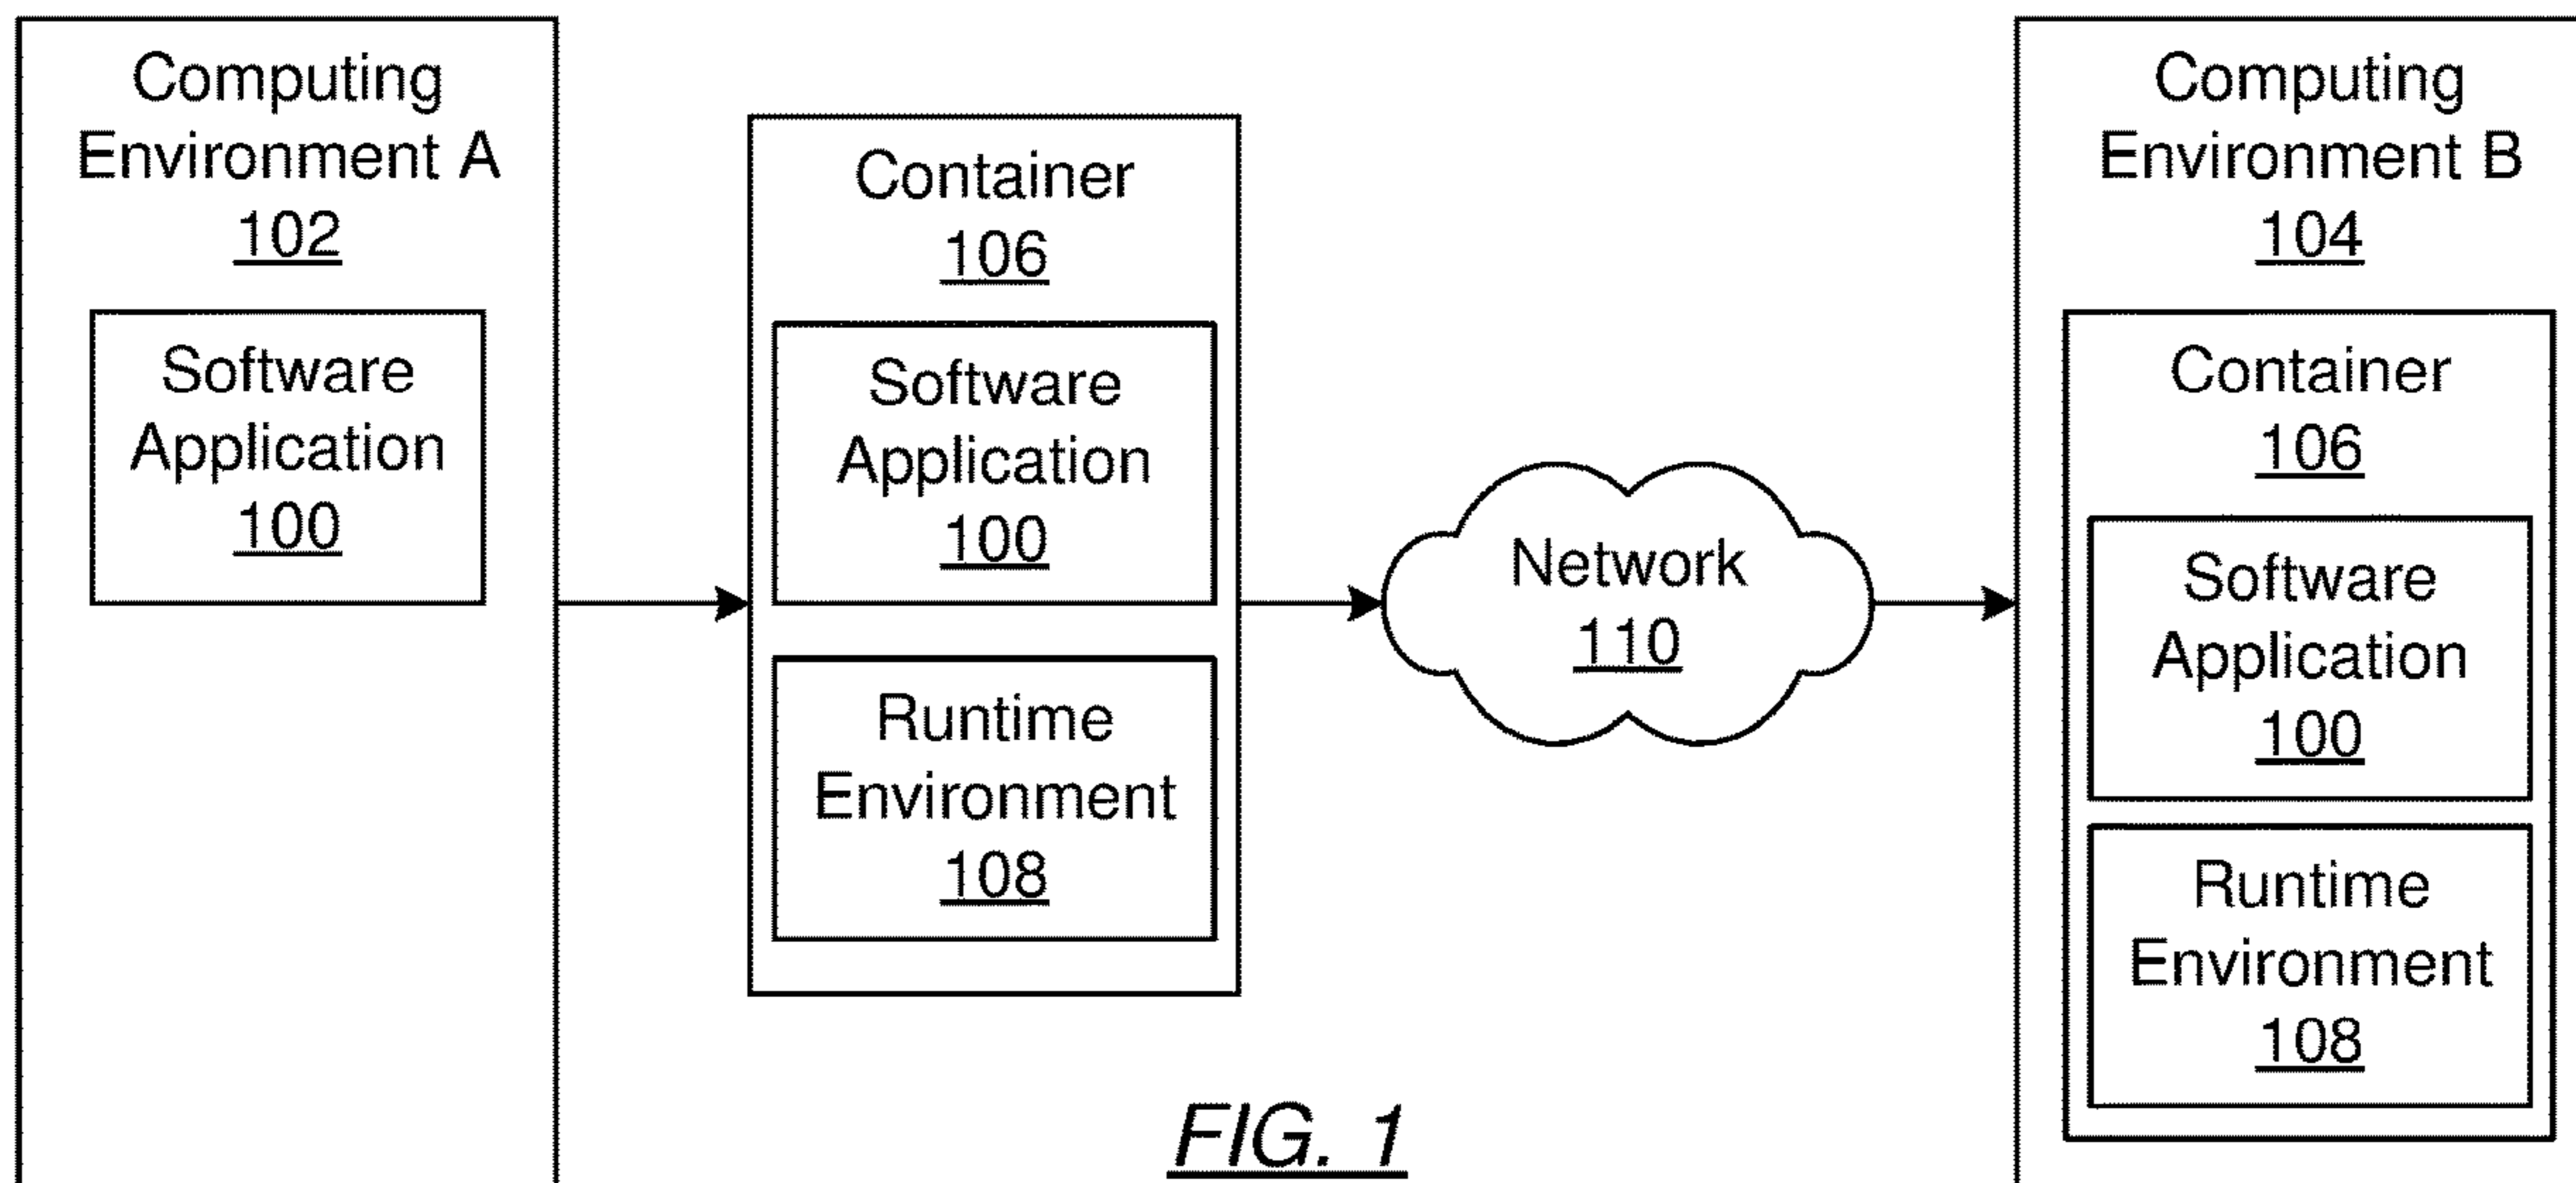 Computing
Environment A
102
Software
Application
100
Container
106
Software
Application
100
Runtime
Environment
108
Network
110
Computing
Environment B
104
Container
106
Software
Application
100
Runtime
Environment
108
FIG. 1